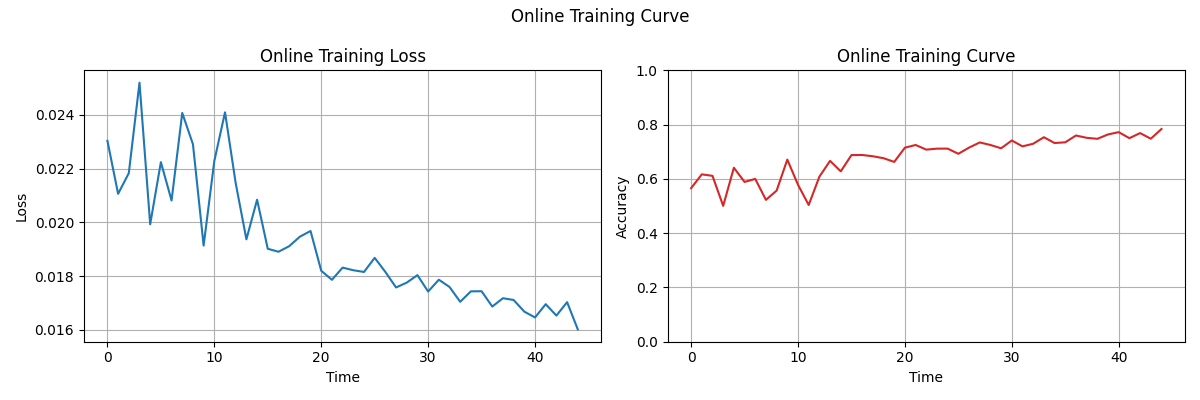 Online Training Curve
Online Training Loss
0.024
0.022
0.020
0.018
0.016
Loss
0 10 20 30 40
Time
Online Training Curve
1.0
0.8
0.6
0.4
0.2
0.0
Accuracy
0 10 20 30 40
Time